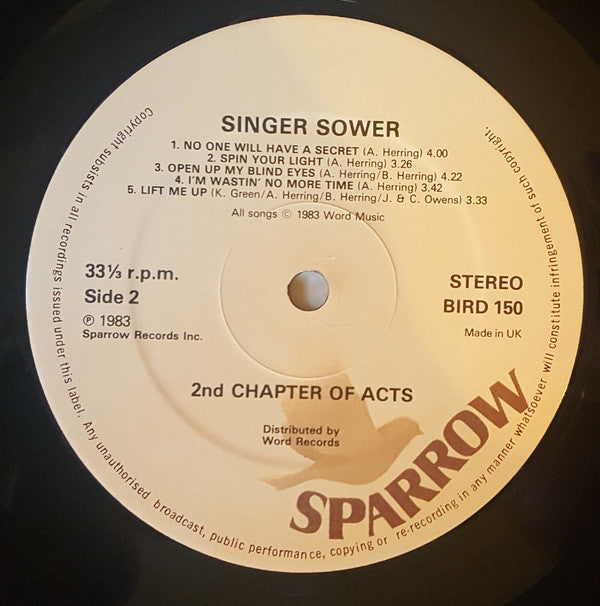 SINGER SOWER
1. NO ONE WILL HAVE A SECRET (A. Herring) 4.00
2. SPIN YOUR LIGHT (A. Herring) 3.26
3. OPEN UP MY BLIND EYES (A. Herring/B. Herring) 4.22
4. I'M WASTIN' NO MORE TIME (A. Herring) 3.42
5. LIFT ME UP (K. Green/A. Herring/B. Herring/J. & C. Owens) 3.33
All songs © 1983 Word Music
33⅓ r.p.m.
Side 2
℗ 1983
Sparrow Records Inc.
STEREO
BIRD 150
Made in UK
2nd CHAPTER OF ACTS
Distributed by
Word Records
SPARROW
Copyright subsists in all recordings issued under this label. Any unauthorised broadcast, public performance, copying or re-recording in any manner whatsoever will constitute infringement of such copyright.